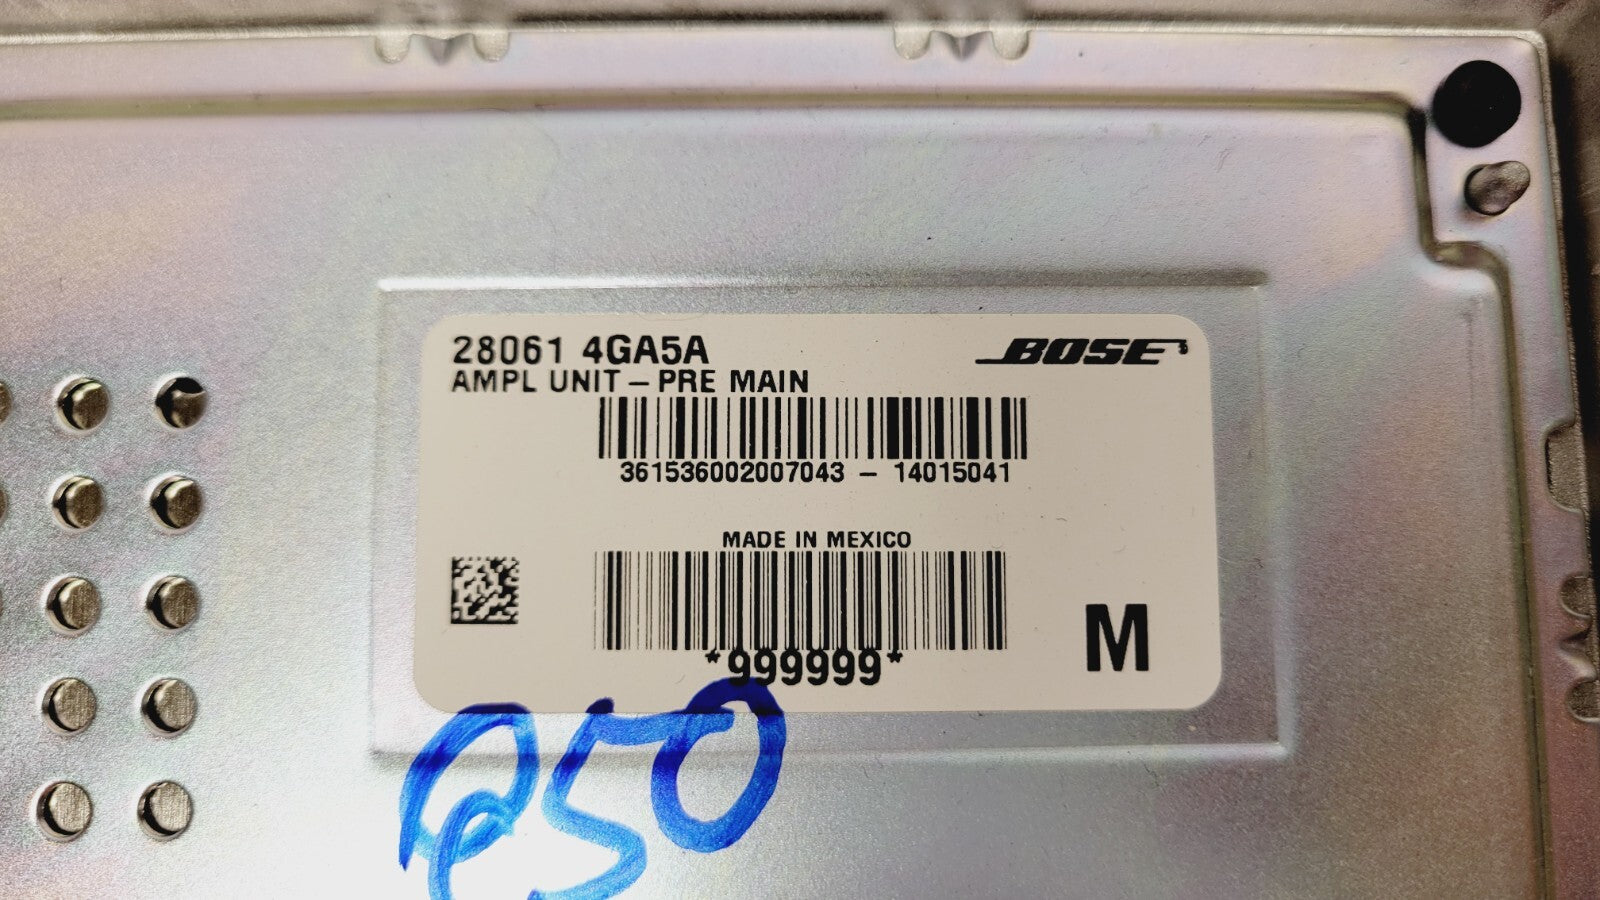 28061 4GA5A
BOSE
AMPL UNIT – PRE MAIN
361536002007043 – 14015041
MADE IN MEXICO
M
*999999*
Q50